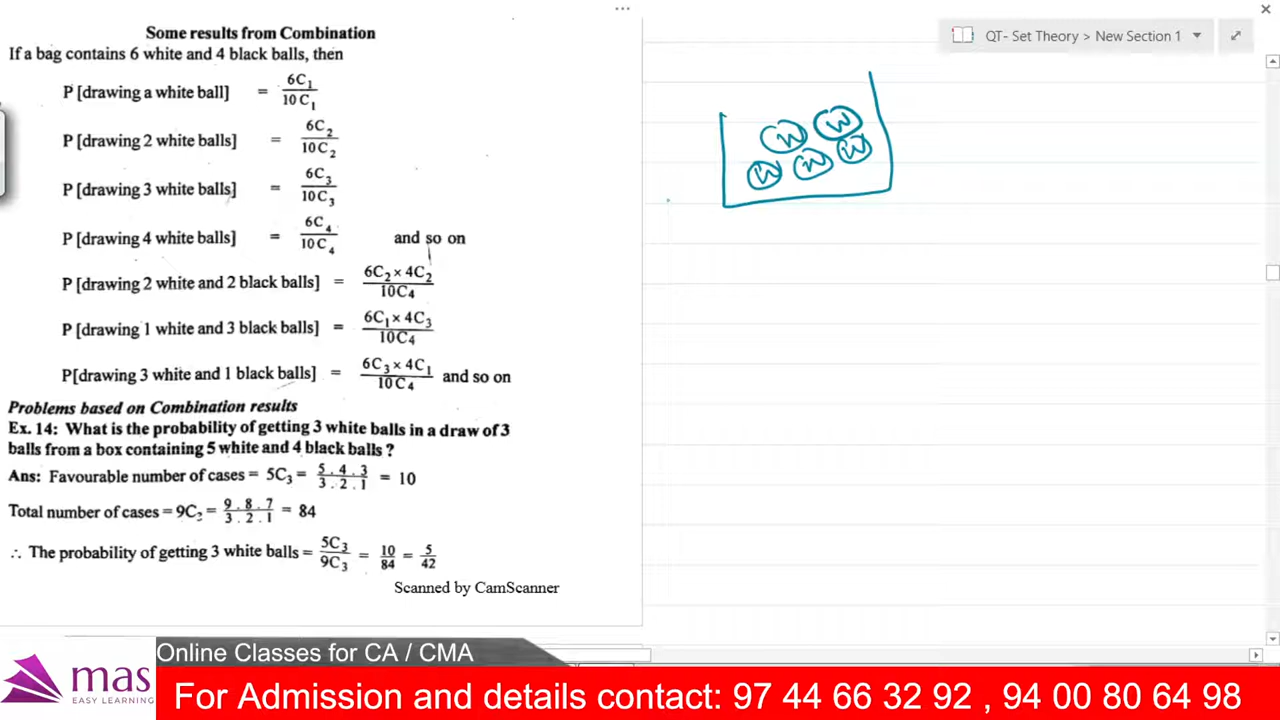 Some results from Combination
If a bag contains 6 white and 4 black balls, then
P [drawing a white ball] = 6C1 / 10C1
P [drawing 2 white balls] = 6C2 / 10C2
P [drawing 3 white balls] = 6C3 / 10C3
P [drawing 4 white balls] = 6C4 / 10C4 and so on
P [drawing 2 white and 2 black balls] = 6C2 × 4C2 / 10C4
P [drawing 1 white and 3 black balls] = 6C1 × 4C3 / 10C4
P[drawing 3 white and 1 black balls] = 6C3 × 4C1 / 10C4 and so on
Problems based on Combination results
Ex. 14: What is the probability of getting 3 white balls in a draw of 3
balls from a box containing 5 white and 4 black balls ?
Ans: Favourable number of cases = 5C3 = 5 . 4 . 3 / 3 . 2 . 1 = 10
Total number of cases = 9C3 = 9 . 8 . 7 / 3 . 2 . 1 = 84
∴ The probability of getting 3 white balls = 5C3 / 9C3 = 10 / 84 = 5 / 42
Scanned by CamScanner
QT- Set Theory > New Section 1
W W
W W W
mas
EASY LEARNING
Online Classes for CA / CMA
For Admission and details contact: 97 44 66 32 92 , 94 00 80 64 98